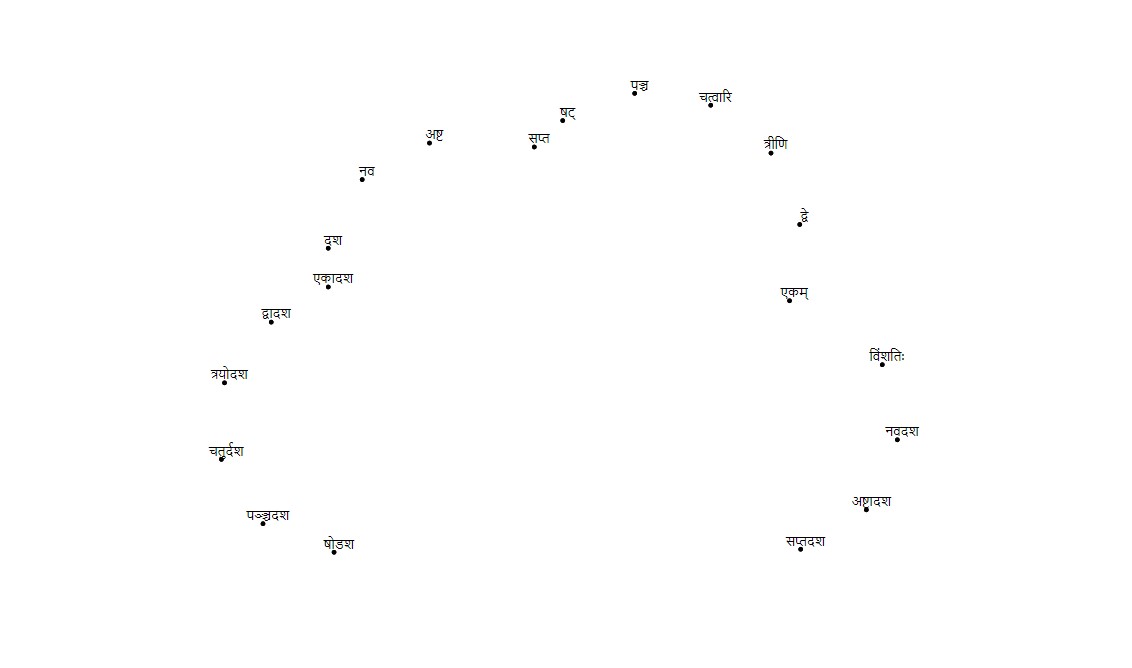 पञ्च
चत्वारि
षट्
अष्ट
सप्त
त्रीणि
नव
द्वे
दश
एकादश
एकम्
द्वादश
विंशतिः
त्रयोदश
नवदश
चतुर्दश
अष्टादश
पञ्चदश
सप्तदश
षोडश